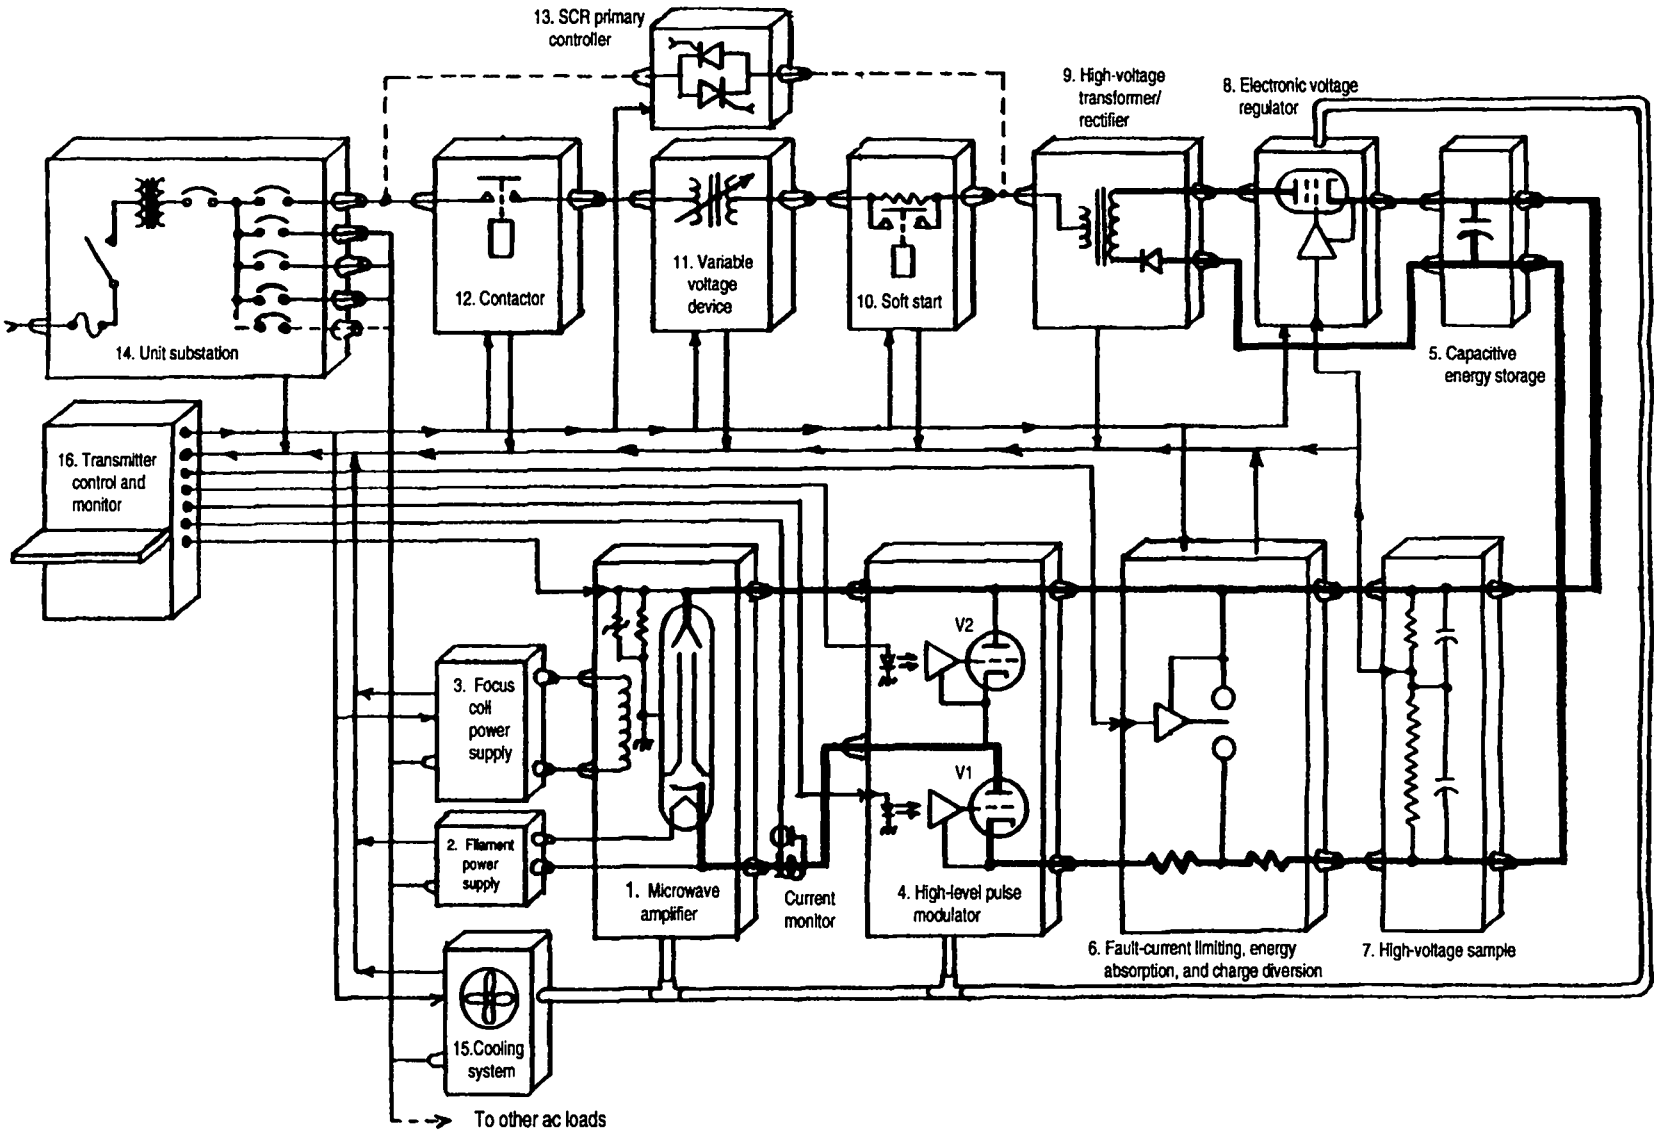 13. SCR primary
controller
9. High-voltage
transformer/
rectifier
8. Electronic voltage
regulator
14. Unit substation
12. Contactor
11. Variable
voltage
device
10. Soft start
5. Capacitive
energy storage
16. Transmitter
control and
monitor
3. Focus
coil
power
supply
2. Filament
power
supply
1. Microwave
amplifier
Current
monitor
V2
V1
4. High-level pulse
modulator
6. Fault-current limiting, energy
absorption, and charge diversion
7. High-voltage sample
15.Cooling
system
To other ac loads